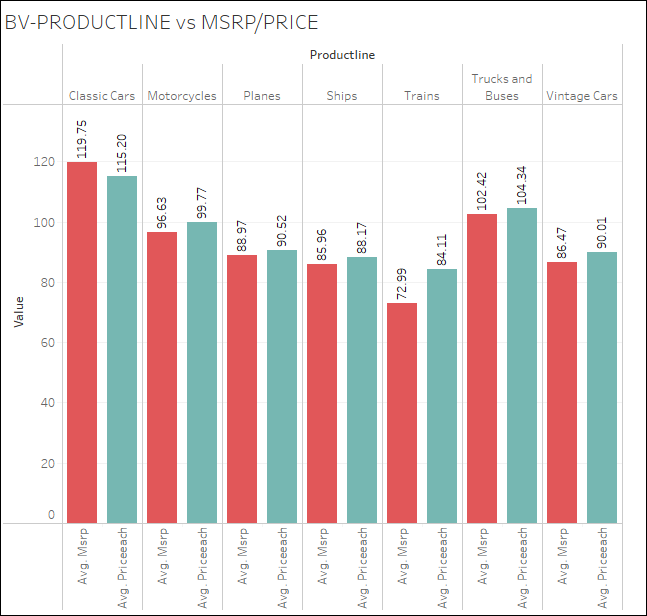 BV-PRODUCTLINE vs MSRP/PRICE
Productline
Classic Cars
Motorcycles
Planes
Ships
Trains
Trucks and
Buses
Vintage Cars
Value
120
100
80
60
40
20
0
119.75
115.20
96.63
99.77
88.97
90.52
85.96
88.17
72.99
84.11
102.42
104.34
86.47
90.01
Avg. Msrp
Avg. Priceeach
Avg. Msrp
Avg. Priceeach
Avg. Msrp
Avg. Priceeach
Avg. Msrp
Avg. Priceeach
Avg. Msrp
Avg. Priceeach
Avg. Msrp
Avg. Priceeach
Avg. Msrp
Avg. Priceeach